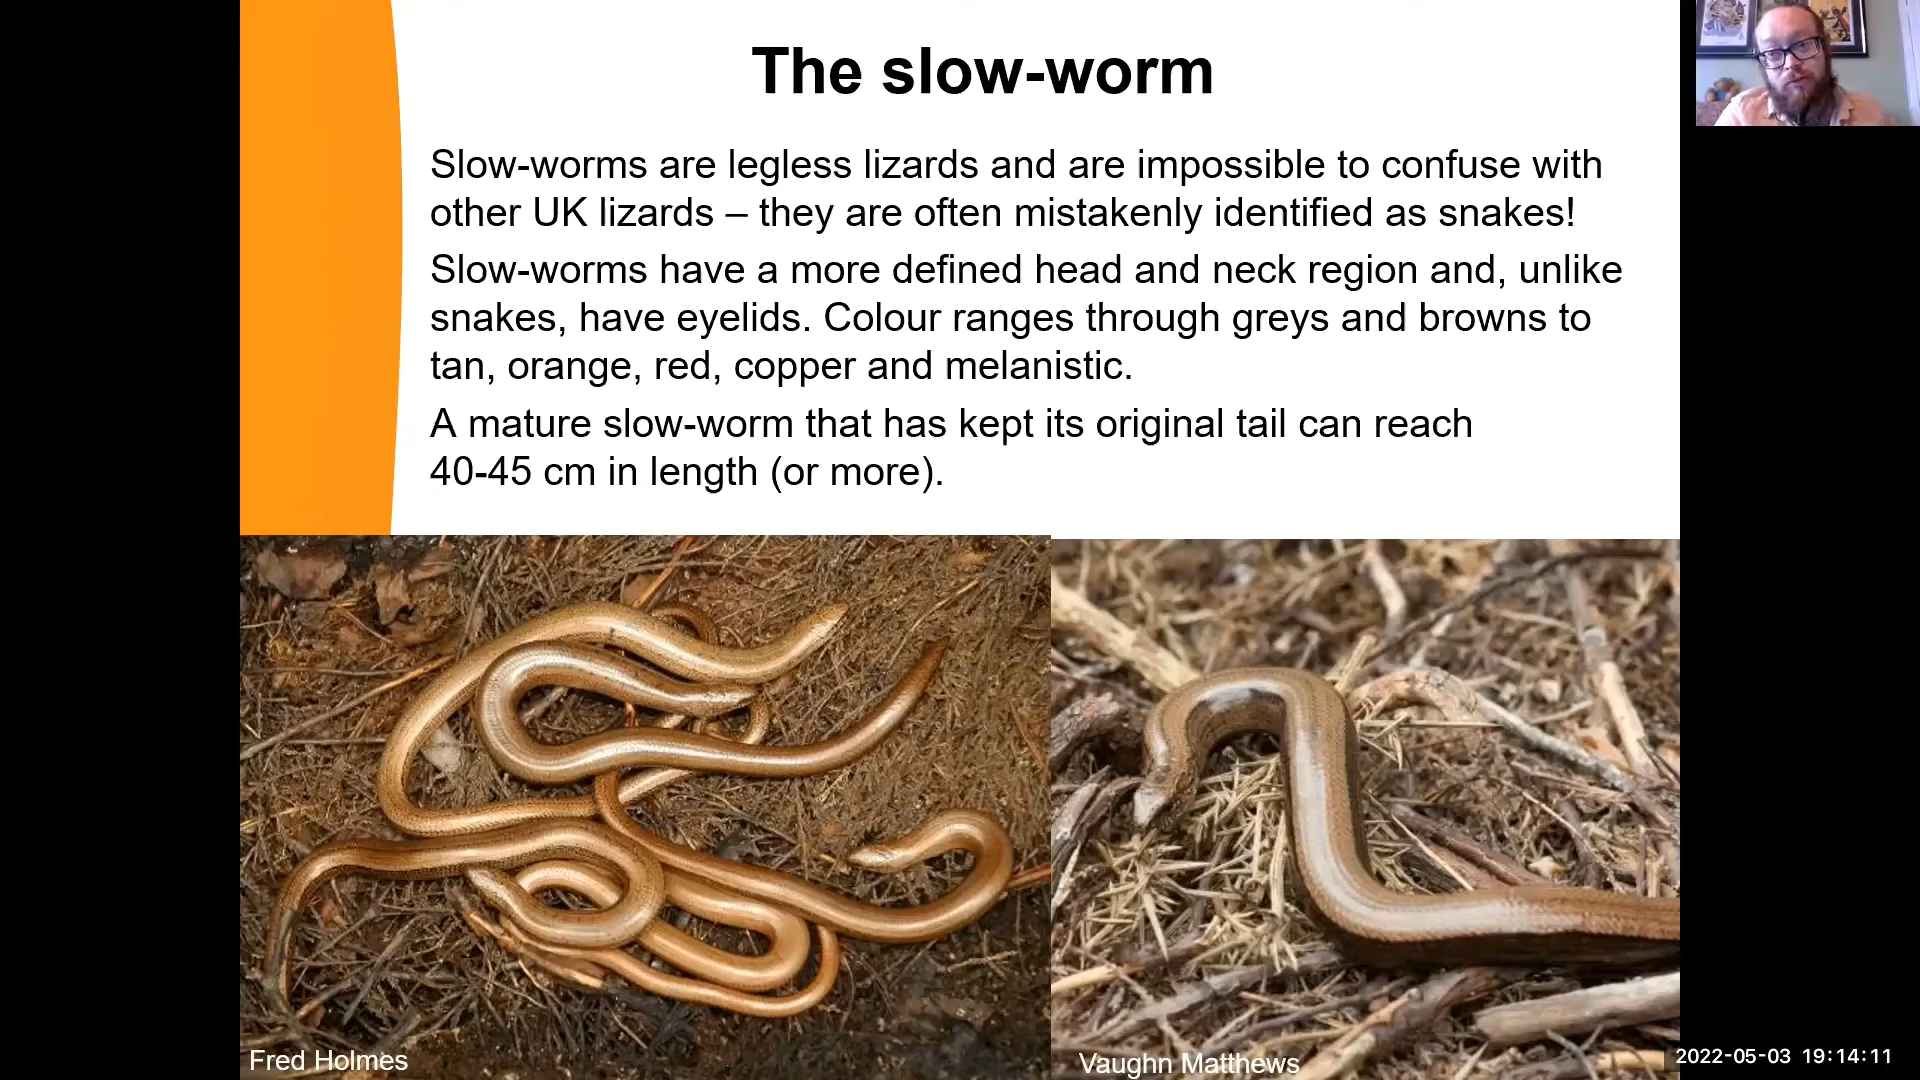 The slow-worm
Slow-worms are legless lizards and are impossible to confuse with
other UK lizards – they are often mistakenly identified as snakes!
Slow-worms have a more defined head and neck region and, unlike
snakes, have eyelids. Colour ranges through greys and browns to
tan, orange, red, copper and melanistic.
A mature slow-worm that has kept its original tail can reach
40-45 cm in length (or more).
Fred Holmes
Vaughn Matthews
2022-05-03 19:14:11